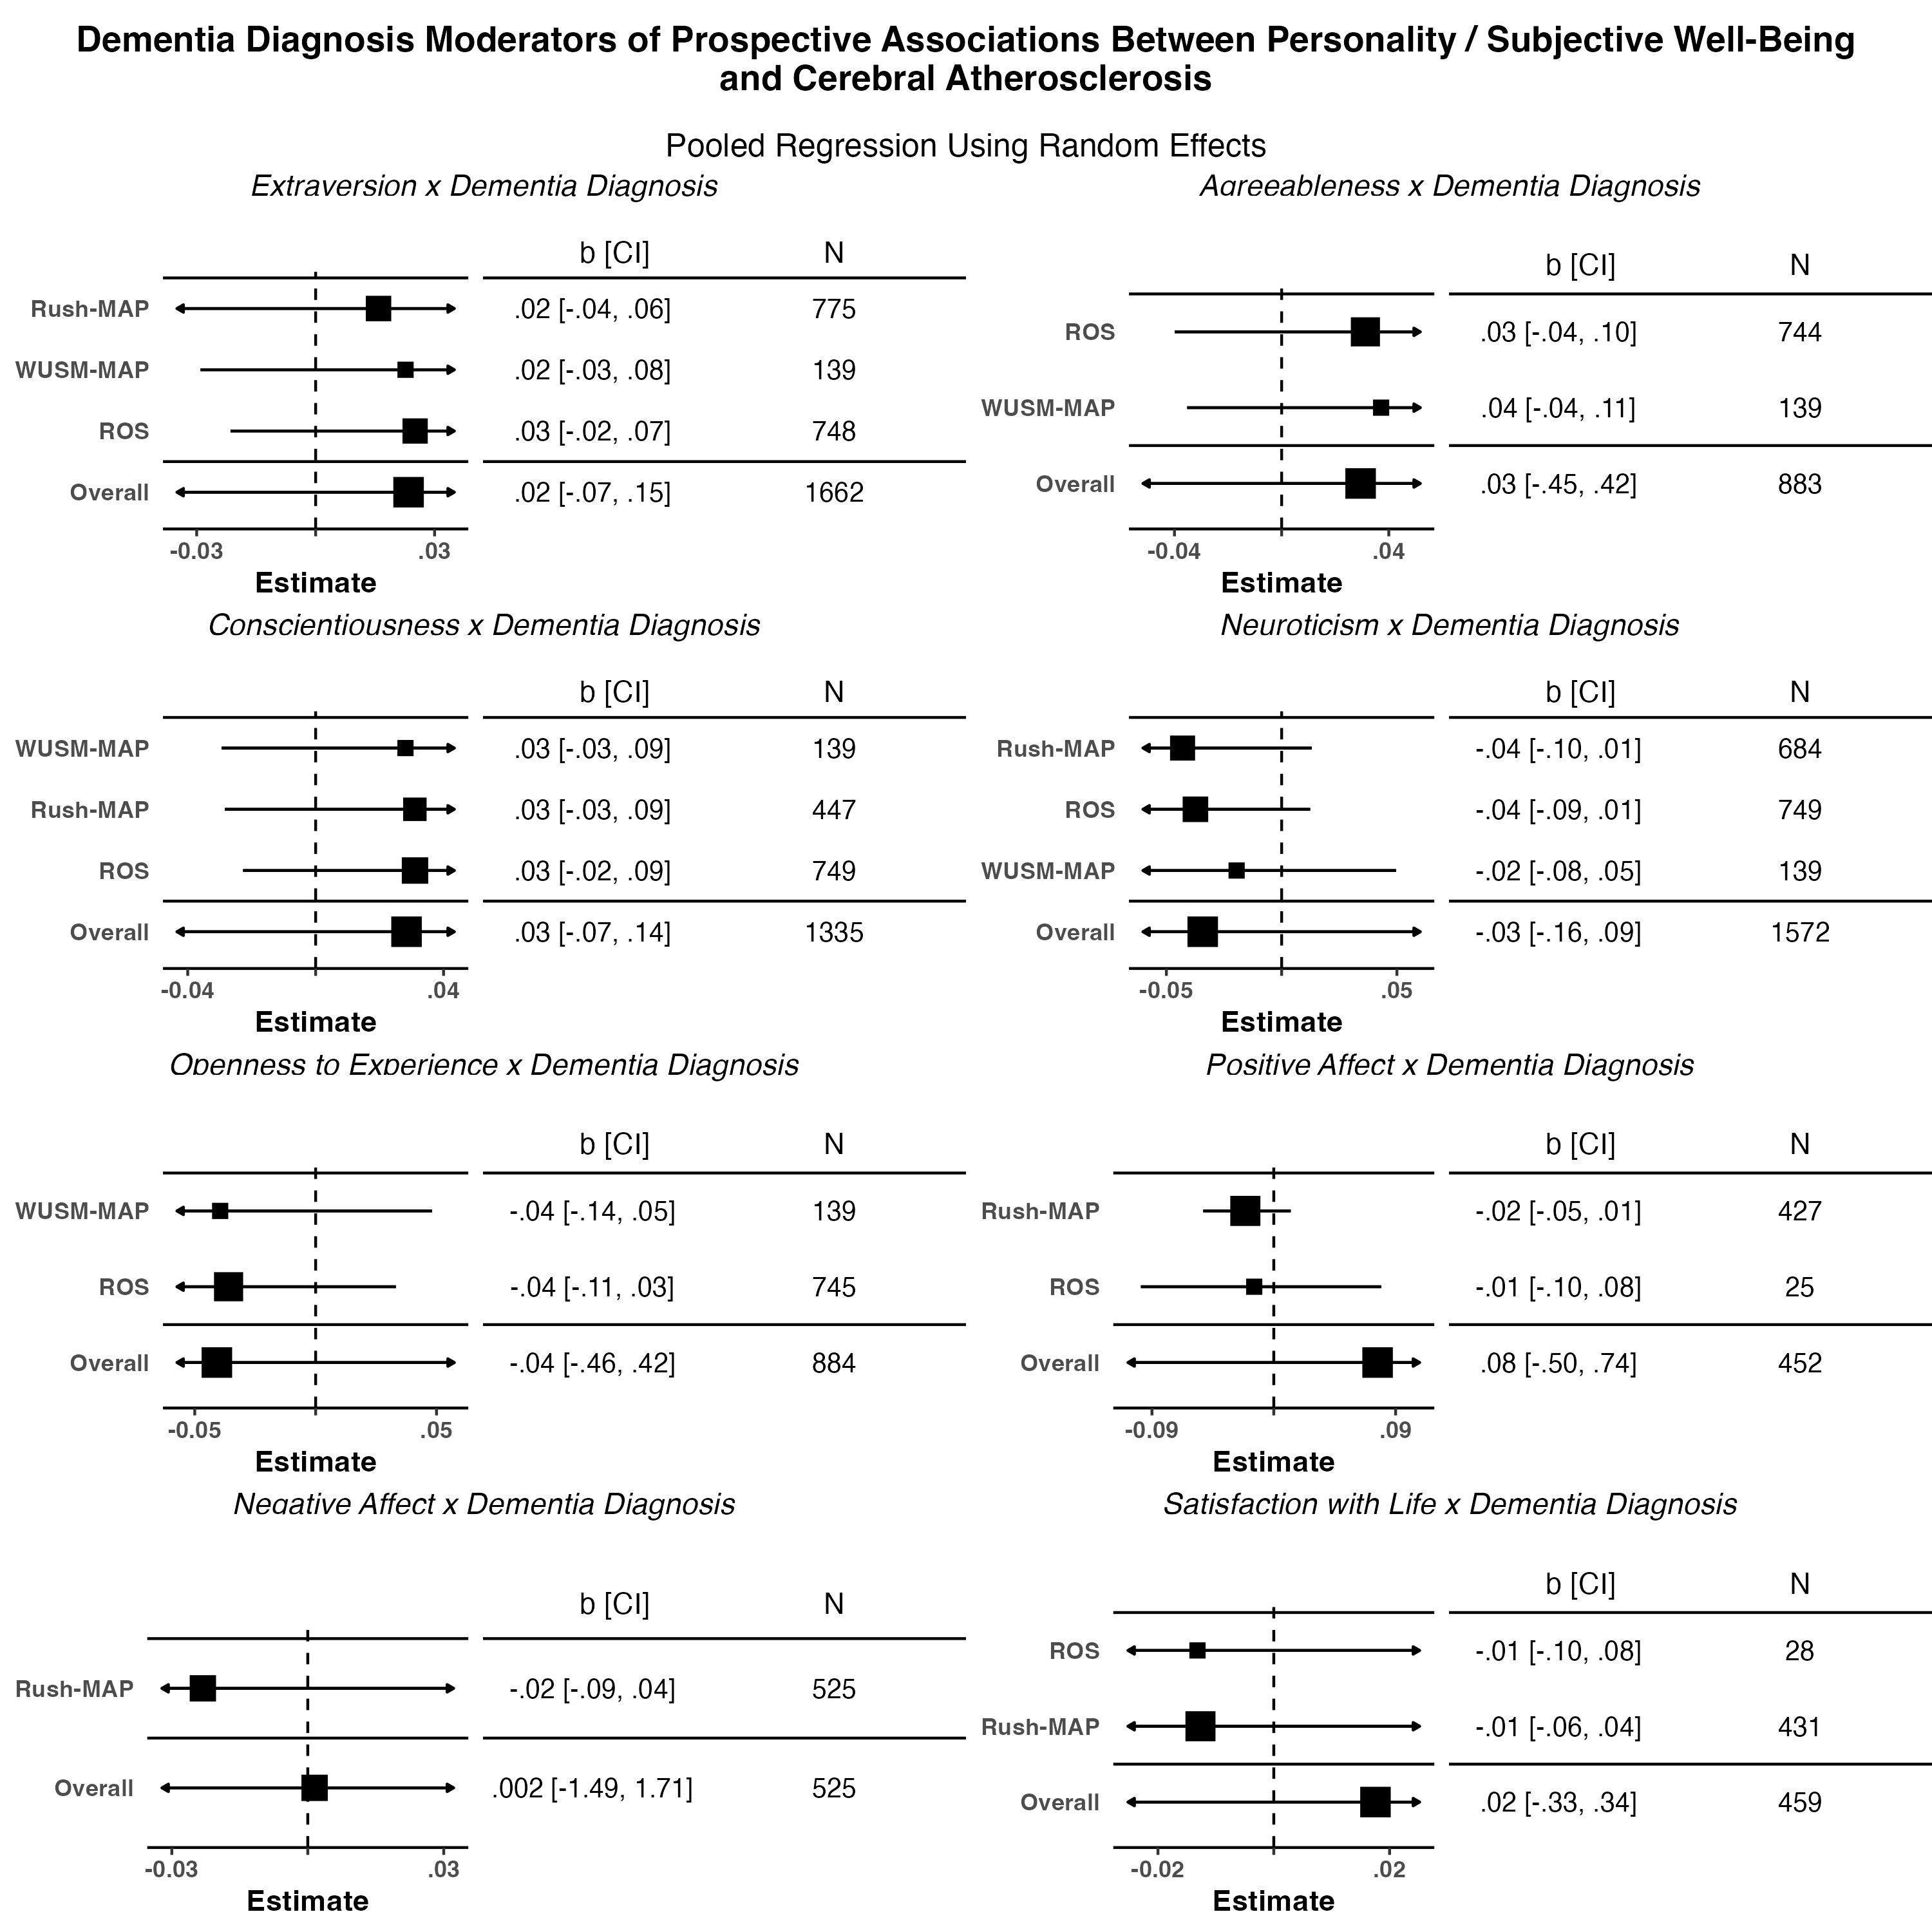 Dementia Diagnosis Moderators of Prospective Associations Between Personality / Subjective Well-Being
and Cerebral Atherosclerosis
Pooled Regression Using Random Effects
Extraversion x Dementia Diagnosis
b [CI] N
Rush-MAP .02 [-.04, .06] 775
WUSM-MAP .02 [-.03, .08] 139
ROS .03 [-.02, .07] 748
Overall .02 [-.07, .15] 1662
-0.03 .03
Estimate
Agreeableness x Dementia Diagnosis
b [CI] N
ROS .03 [-.04, .10] 744
WUSM-MAP .04 [-.04, .11] 139
Overall .03 [-.45, .42] 883
-0.04 .04
Estimate
Conscientiousness x Dementia Diagnosis
b [CI] N
WUSM-MAP .03 [-.03, .09] 139
Rush-MAP .03 [-.03, .09] 447
ROS .03 [-.02, .09] 749
Overall .03 [-.07, .14] 1335
-0.04 .04
Estimate
Neuroticism x Dementia Diagnosis
b [CI] N
Rush-MAP -.04 [-.10, .01] 684
ROS -.04 [-.09, .01] 749
WUSM-MAP -.02 [-.08, .05] 139
Overall -.03 [-.16, .09] 1572
-0.05 .05
Estimate
Openness to Experience x Dementia Diagnosis
b [CI] N
WUSM-MAP -.04 [-.14, .05] 139
ROS -.04 [-.11, .03] 745
Overall -.04 [-.46, .42] 884
-0.05 .05
Estimate
Positive Affect x Dementia Diagnosis
b [CI] N
Rush-MAP -.02 [-.05, .01] 427
ROS -.01 [-.10, .08] 25
Overall .08 [-.50, .74] 452
-0.09 .09
Estimate
Negative Affect x Dementia Diagnosis
b [CI] N
Rush-MAP -.02 [-.09, .04] 525
Overall .002 [-1.49, 1.71] 525
-0.03 .03
Estimate
Satisfaction with Life x Dementia Diagnosis
b [CI] N
ROS -.01 [-.10, .08] 28
Rush-MAP -.01 [-.06, .04] 431
Overall .02 [-.33, .34] 459
-0.02 .02
Estimate